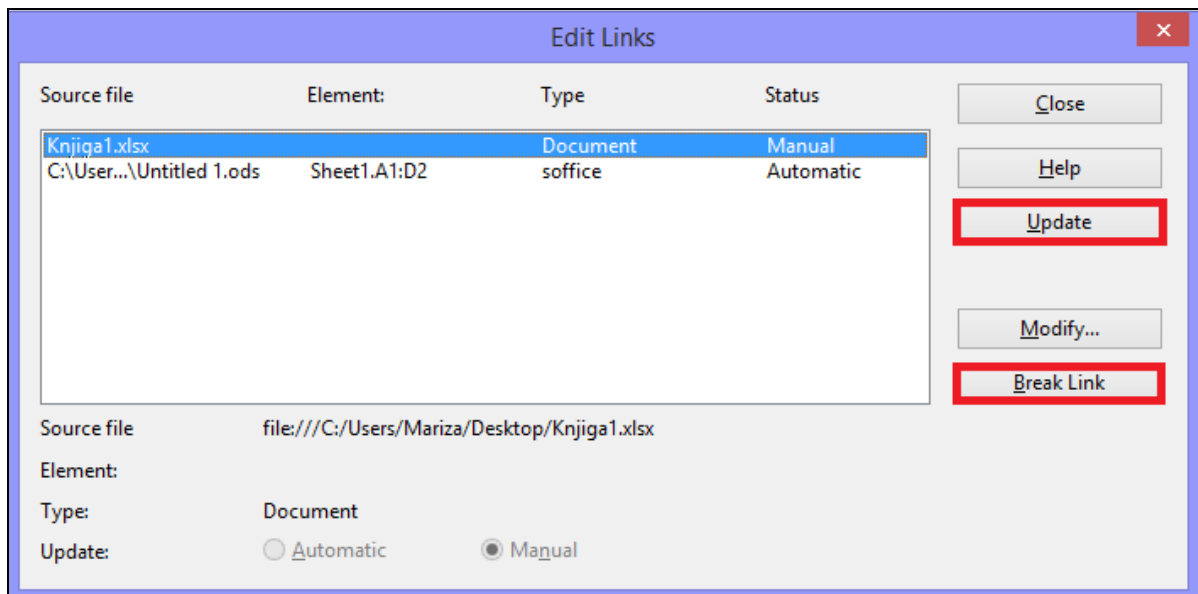 Edit Links
Source file Element: Type Status
Close
Knjiga1.xlsx Document Manual
C:\User...\Untitled 1.ods Sheet1.A1:D2 soffice Automatic
Help
Update
Modify...
Break Link
Source file file:///C:/Users/Mariza/Desktop/Knjiga1.xlsx
Element:
Type: Document
Update: Automatic Manual